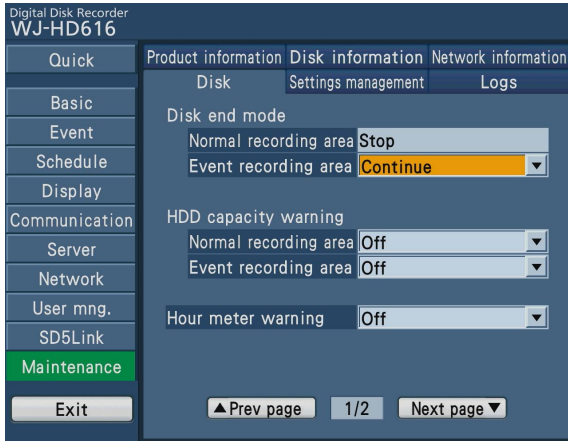 Digital Disk Recorder
WJ-HD616
Quick
Basic
Event
Schedule
Display
Communication
Server
Network
User mng.
SD5Link
Maintenance
Exit
Product information Disk information Network information
Disk Settings management Logs
Disk end mode
Normal recording area Stop
Event recording area Continue
HDD capacity warning
Normal recording area Off
Event recording area Off
Hour meter warning Off
▲Prev page 1/2 Next page▼